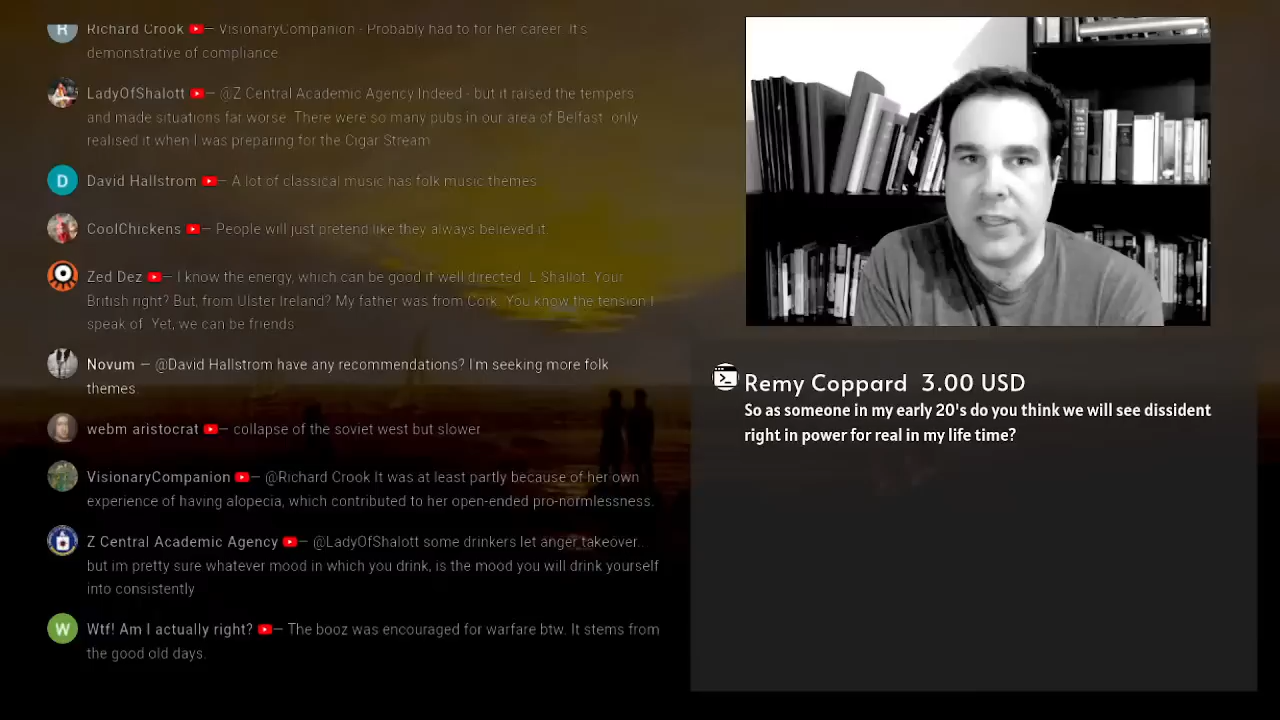 Richard Crook — VisionaryCompanion - Probably had to for her career. It's
demonstrative of compliance.
LadyOfShalott — @Z Central Academic Agency Indeed - but it raised the tempers
and made situations far worse. There were so many pubs in our area of Belfast only
realised it when I was preparing for the Cigar Stream
D David Hallstrom — A lot of classical music has folk music themes
CoolChickens — People will just pretend like they always believed it.
Zed Dez — I know the energy, which can be good if well directed. L Shallot. Your
British right? But, from Ulster Ireland? My father was from Cork. You know the tension I
speak of. Yet, we can be friends
Novum — @David Hallstrom have any recommendations? I'm seeking more folk
themes.
webm aristocrat — collapse of the soviet west but slower
VisionaryCompanion — @Richard Crook It was at least partly because of her own
experience of having alopecia, which contributed to her open-ended pro-normlessness.
Z Central Academic Agency — @LadyOfShalott some drinkers let anger takeover...
but im pretty sure whatever mood in which you drink, is the mood you will drink yourself
into consistently
W Wtf! Am I actually right? — The booz was encouraged for warfare btw. It stems from
the good old days.
Remy Coppard 3.00 USD
So as someone in my early 20's do you think we will see dissident
right in power for real in my life time?